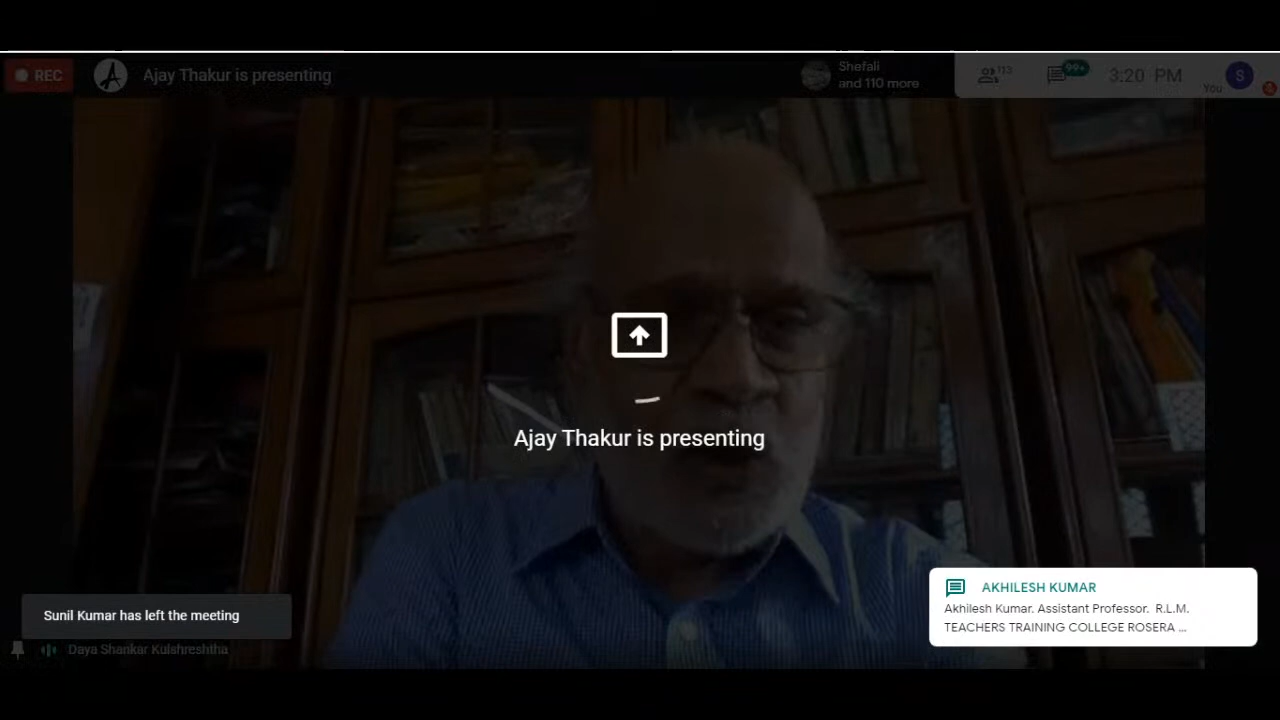 REC
Ajay Thakur is presenting
Shefali
and 110 more
113
99+
3:20 PM
You
S
Ajay Thakur is presenting
Sunil Kumar has left the meeting
Daya Shankar Kulshreshtha
AKHILESH KUMAR
Akhilesh Kumar. Assistant Professor. R.L.M.
TEACHERS TRAINING COLLEGE ROSERA ...